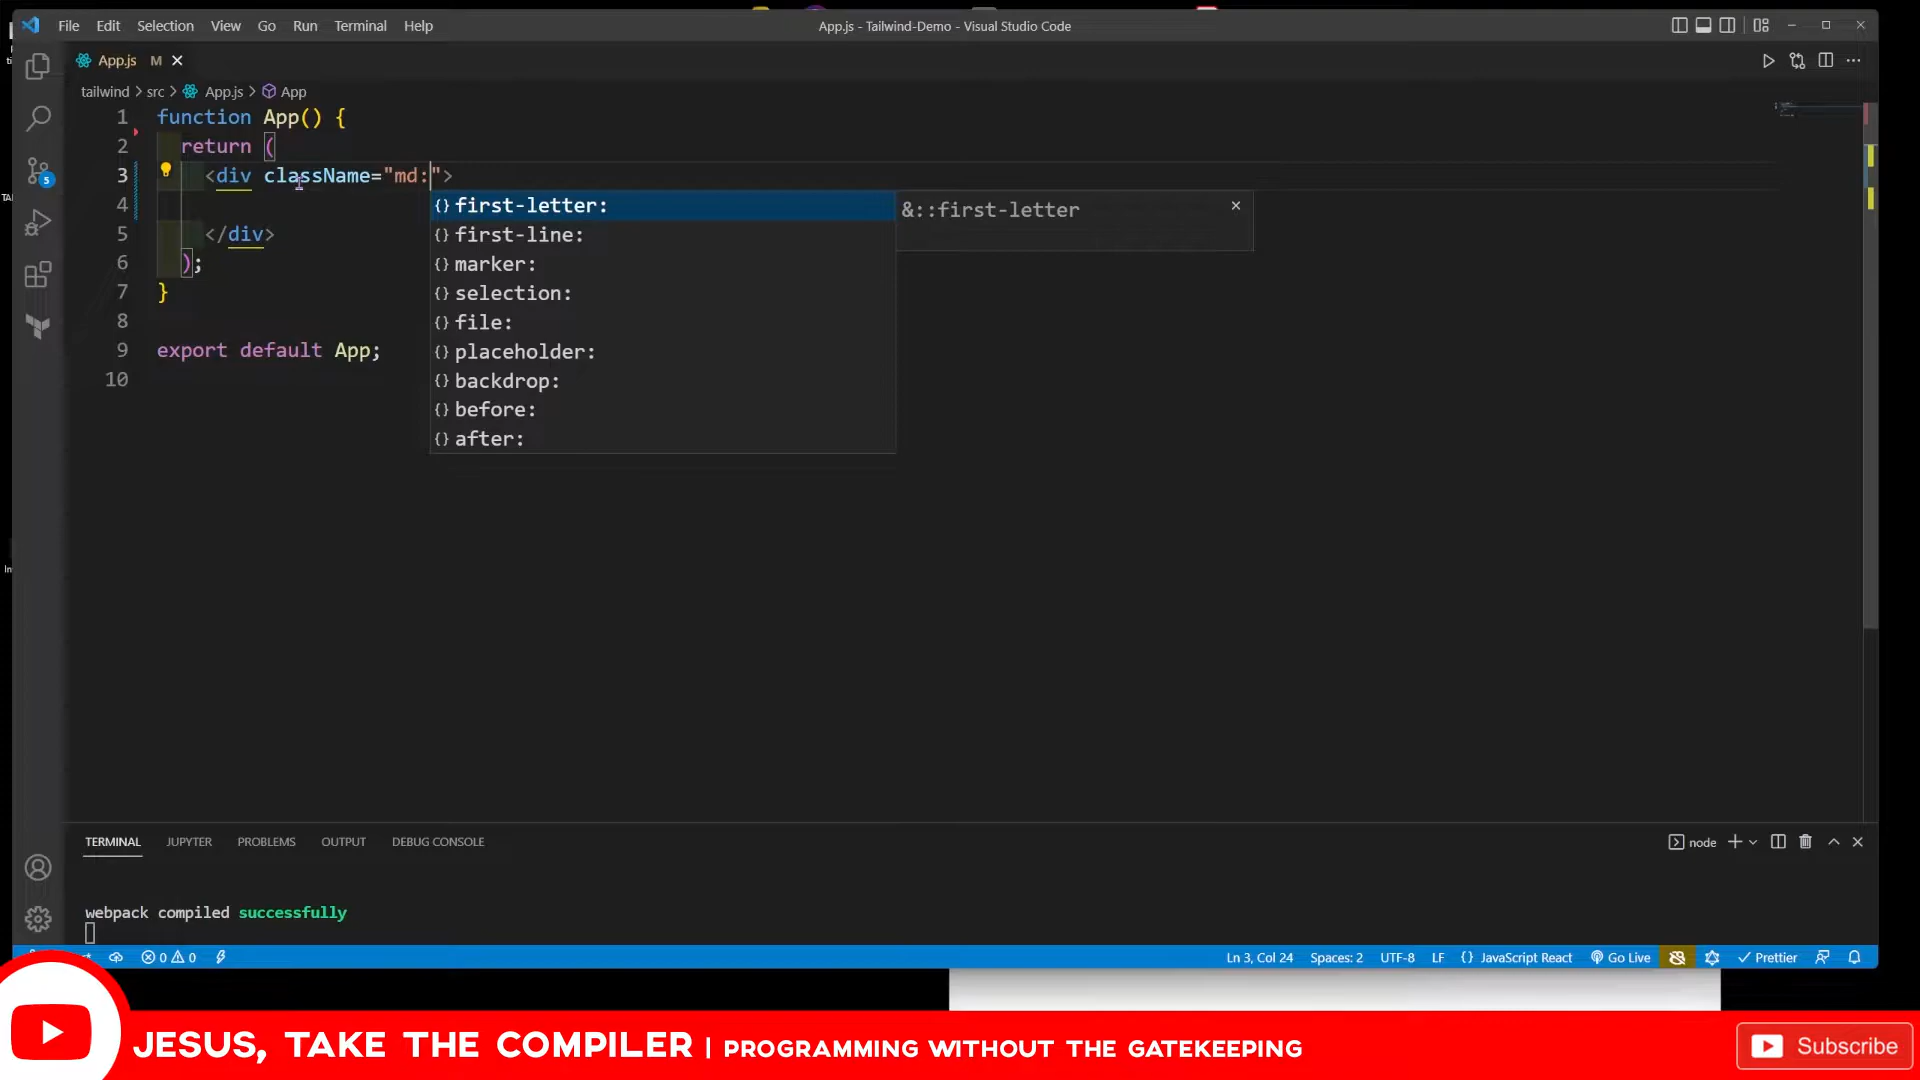 File Edit Selection View Go Run Terminal Help
App.js - Tailwind-Demo - Visual Studio Code
App.js M
tailwind > src > App.js > App
1 function App() {
2 return (
3 <div className="md:">
4
5 </div>
6 );
7 }
8
9 export default App;
10
{} first-letter:
{} first-line:
{} marker:
{} selection:
{} file:
{} placeholder:
{} backdrop:
{} before:
{} after:
&::first-letter
5
TERMINAL JUPYTER PROBLEMS OUTPUT DEBUG CONSOLE
node
webpack compiled successfully
0 0
Ln 3, Col 24 Spaces: 2 UTF-8 LF {} JavaScript React Go Live Prettier
JESUS, TAKE THE COMPILER | PROGRAMMING WITHOUT THE GATEKEEPING
Subscribe